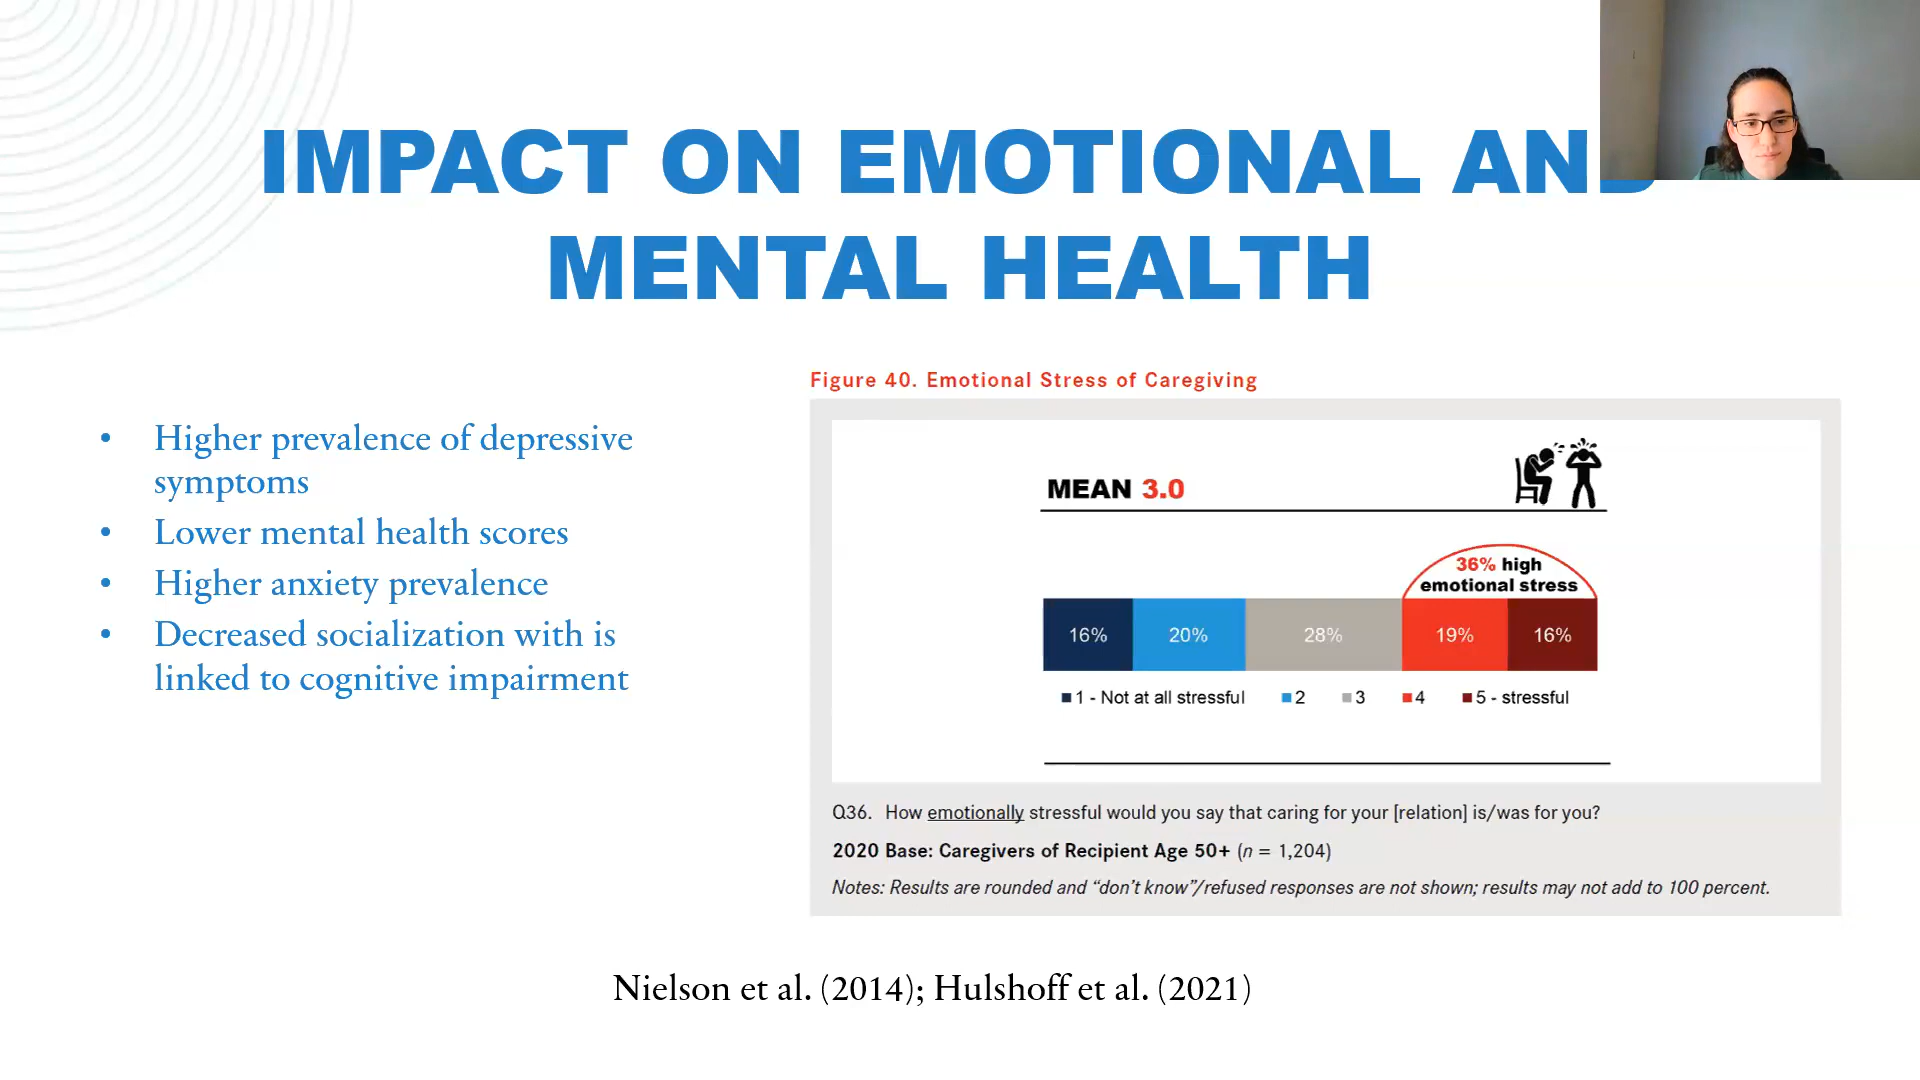 IMPACT ON EMOTIONAL AND
MENTAL HEALTH
• Higher prevalence of depressive
symptoms
• Lower mental health scores
• Higher anxiety prevalence
• Decreased socialization with is
linked to cognitive impairment
Figure 40. Emotional Stress of Caregiving
MEAN 3.0
36% high
emotional stress
16% 20% 28% 19% 16%
1 - Not at all stressful 2 3 4 5 - stressful
Q36. How emotionally stressful would you say that caring for your [relation] is/was for you?
2020 Base: Caregivers of Recipient Age 50+ (n = 1,204)
Notes: Results are rounded and “don’t know”/refused responses are not shown; results may not add to 100 percent.
Nielson et al. (2014); Hulshoff et al. (2021)